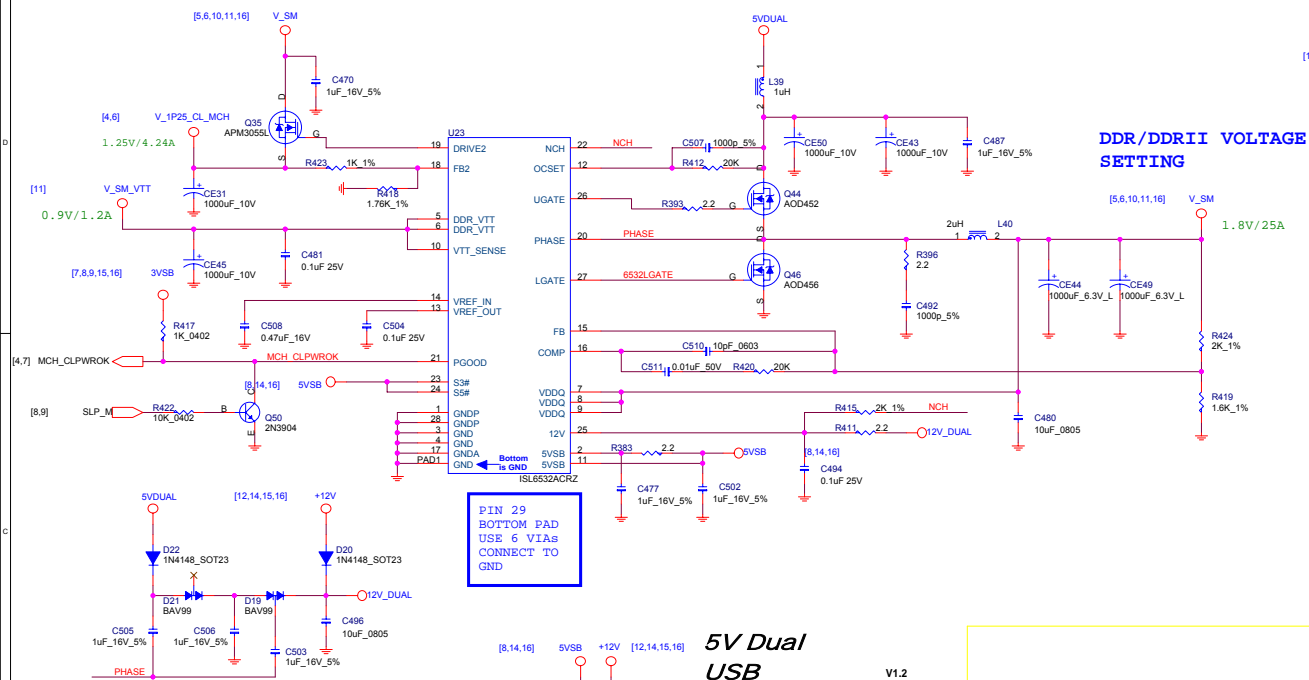 [5,6,10,11,16]
V_SM
5VDUAL
[1
D
C470
1uF_16V_5%
L39
1uH
1
2
[4,6]
V_1P25_CL_MCH
1.25V/4.24A
Q35
APM3055L
D
G
S
U23
19 DRIVE2
18 FB2
R423 1K_1%
R418
1.76K_1%
CE31
1000uF_10V
NCH 22 NCH
OCSET 12
C507 1000p_5%
R412 20K
CE50
1000uF_10V
CE43
1000uF_10V
C487
1uF_16V_5%
DDR/DDRII VOLTAGE
SETTING
[11]
V_SM_VTT
0.9V/1.2A
5 DDR_VTT
6 DDR_VTT
10 VTT_SENSE
UGATE 26
R393 2.2
G
D
S
Q44
AOD452
PHASE 20 PHASE
2uH L40
1 2
[5,6,10,11,16] V_SM
1.8V/25A
CE45
1000uF_10V
C481
0.1uF 25V
LGATE 27 6532LGATE
G
D
S
Q46
AOD456
R396
2.2
C492
1000p_5%
CE44
1000uF_6.3V_L
CE49
1000uF_6.3V_L
[7,8,9,15,16] 3VSB
R417
1K_0402
14 VREF_IN
13 VREF_OUT
C508
0.47uF_16V
C504
0.1uF 25V
FB 15
COMP 16
C510 10pF_0603
C511 0.01uF_50V R420 20K
R424
2K_1%
R419
1.6K_1%
[4,7] MCH_CLPWROK
MCH_CLPWROK
21 PGOOD
[8,14,16] 5VSB
23 S3#
24 S5#
[8,9] SLP_M
R422
10K_0402
B
C
E
Q50
2N3904
1 GNDP
28 GNDP
3 GND
4 GND
17 GNDA
PAD1 GND
Bottom
is GND
VDDQ 7
VDDQ 8
VDDQ 9
12V 25
5VSB 2
5VSB 11
ISL6532ACRZ
R415 2K_1% NCH
R411 2.2 12V_DUAL
R383 2.2 5VSB
[8,14,16]
C480
10uF_0805
C494
0.1uF 25V
C477
1uF_16V_5%
C502
1uF_16V_5%
PIN 29
BOTTOM PAD
USE 6 VIAs
CONNECT TO
GND
C
5VDUAL
[12,14,15,16] +12V
D22
1N4148_SOT23
D20
1N4148_SOT23
D21
BAV99
D19
BAV99
12V_DUAL
C505
1uF_16V_5%
C506
1uF_16V_5%
C503
1uF_16V_5%
C496
10uF_0805
PHASE
[8,14,16] 5VSB +12V [12,14,15,16]
5V Dual
USB
V1.2